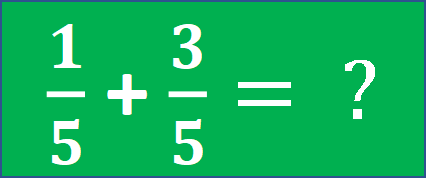 1/5 + 3/5 = ?